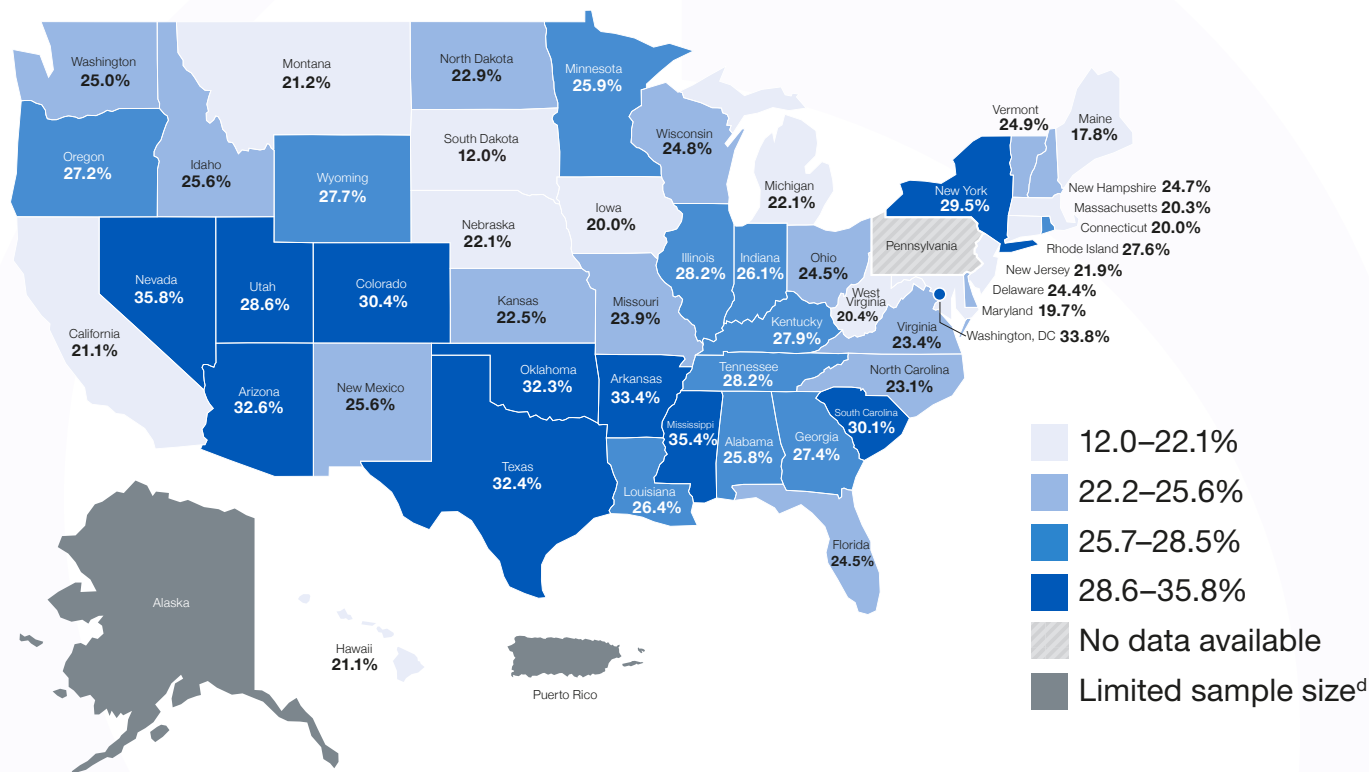 Washington
25.0%
Montana
21.2%
North Dakota
22.9%
Minnesota
25.9%
Oregon
27.2%
Idaho
25.6%
Wyoming
27.7%
South Dakota
12.0%
Wisconsin
24.8%
Michigan
22.1%
Vermont
24.9%
Maine
17.8%
New York
29.5%
New Hampshire 24.7%
Massachusetts 20.3%
Connecticut 20.0%
Rhode Island 27.6%
New Jersey 21.9%
Delaware 24.4%
Maryland 19.7%
Washington, DC 33.8%
Nebraska
22.1%
Iowa
20.0%
Pennsylvania
Nevada
35.8%
Utah
28.6%
Colorado
30.4%
Kansas
22.5%
Missouri
23.9%
Illinois
28.2%
Indiana
26.1%
Ohio
24.5%
West
Virginia
20.4%
Virginia
23.4%
Kentucky
27.9%
California
21.1%
Arizona
32.6%
New Mexico
25.6%
Oklahoma
32.3%
Arkansas
33.4%
Tennessee
28.2%
North Carolina
23.1%
South Carolina
30.1%
Mississippi
35.4%
Alabama
25.8%
Georgia
27.4%
Texas
32.4%
Louisiana
26.4%
Florida
24.5%
Alaska
Hawaii
21.1%
Puerto Rico
12.0–22.1%
22.2–25.6%
25.7–28.5%
28.6–35.8%
No data available
Limited sample sizeᵈ